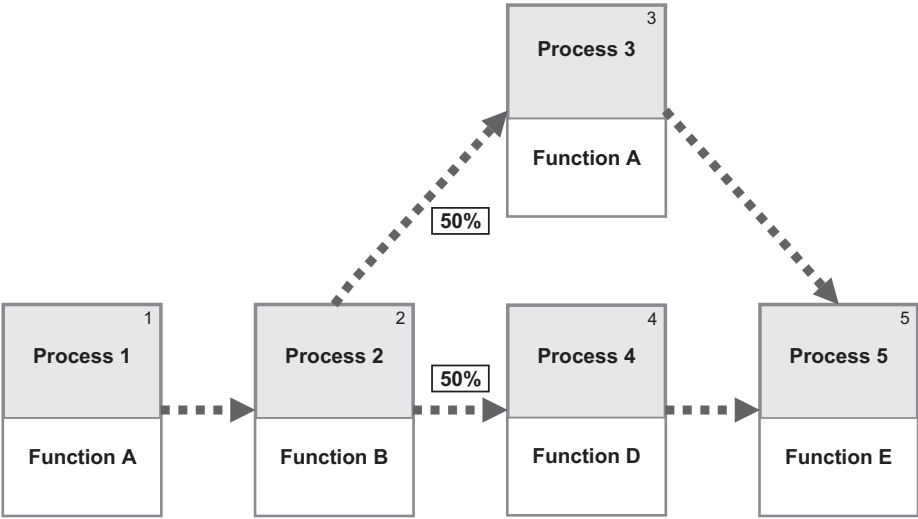 3
Process 3
Function A
50%
1
Process 1
Function A
2
Process 2
Function B
50%
4
Process 4
Function D
5
Process 5
Function E